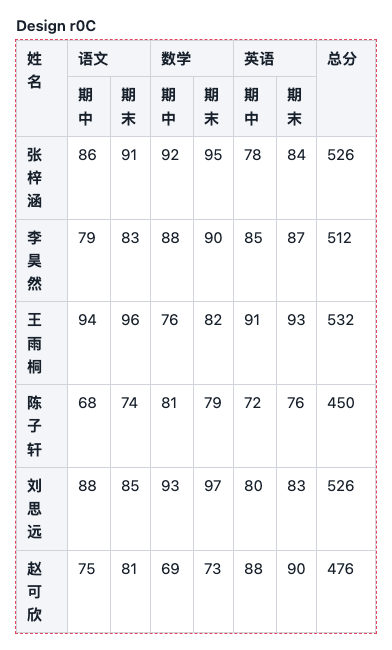 Design r0C
姓名 语文 数学 英语 总分
期中 期末 期中 期末 期中 期末
张梓涵 86 91 92 95 78 84 526
李昊然 79 83 88 90 85 87 512
王雨桐 94 96 76 82 91 93 532
陈子轩 68 74 81 79 72 76 450
刘思远 88 85 93 97 80 83 526
赵可欣 75 81 69 73 88 90 476